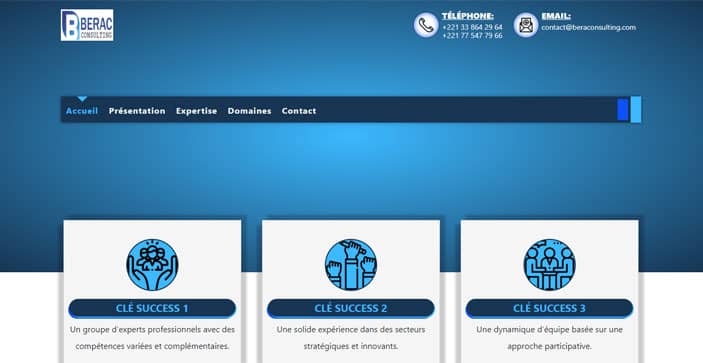 BERAC
CONSULTING
TÉLÉPHONE:
+221 33 864 29 64
+221 77 547 79 66
EMAIL:
contact@beraconsulting.com
Accueil Présentation Expertise Domaines Contact
CLÉ SUCCESS 1
Un groupe d'experts professionnels avec des
compétences variées et complémentaires.
CLÉ SUCCESS 2
Une solide expérience dans des secteurs
stratégiques et innovants.
CLÉ SUCCESS 3
Une dynamique d'équipe basée sur une
approche participative.